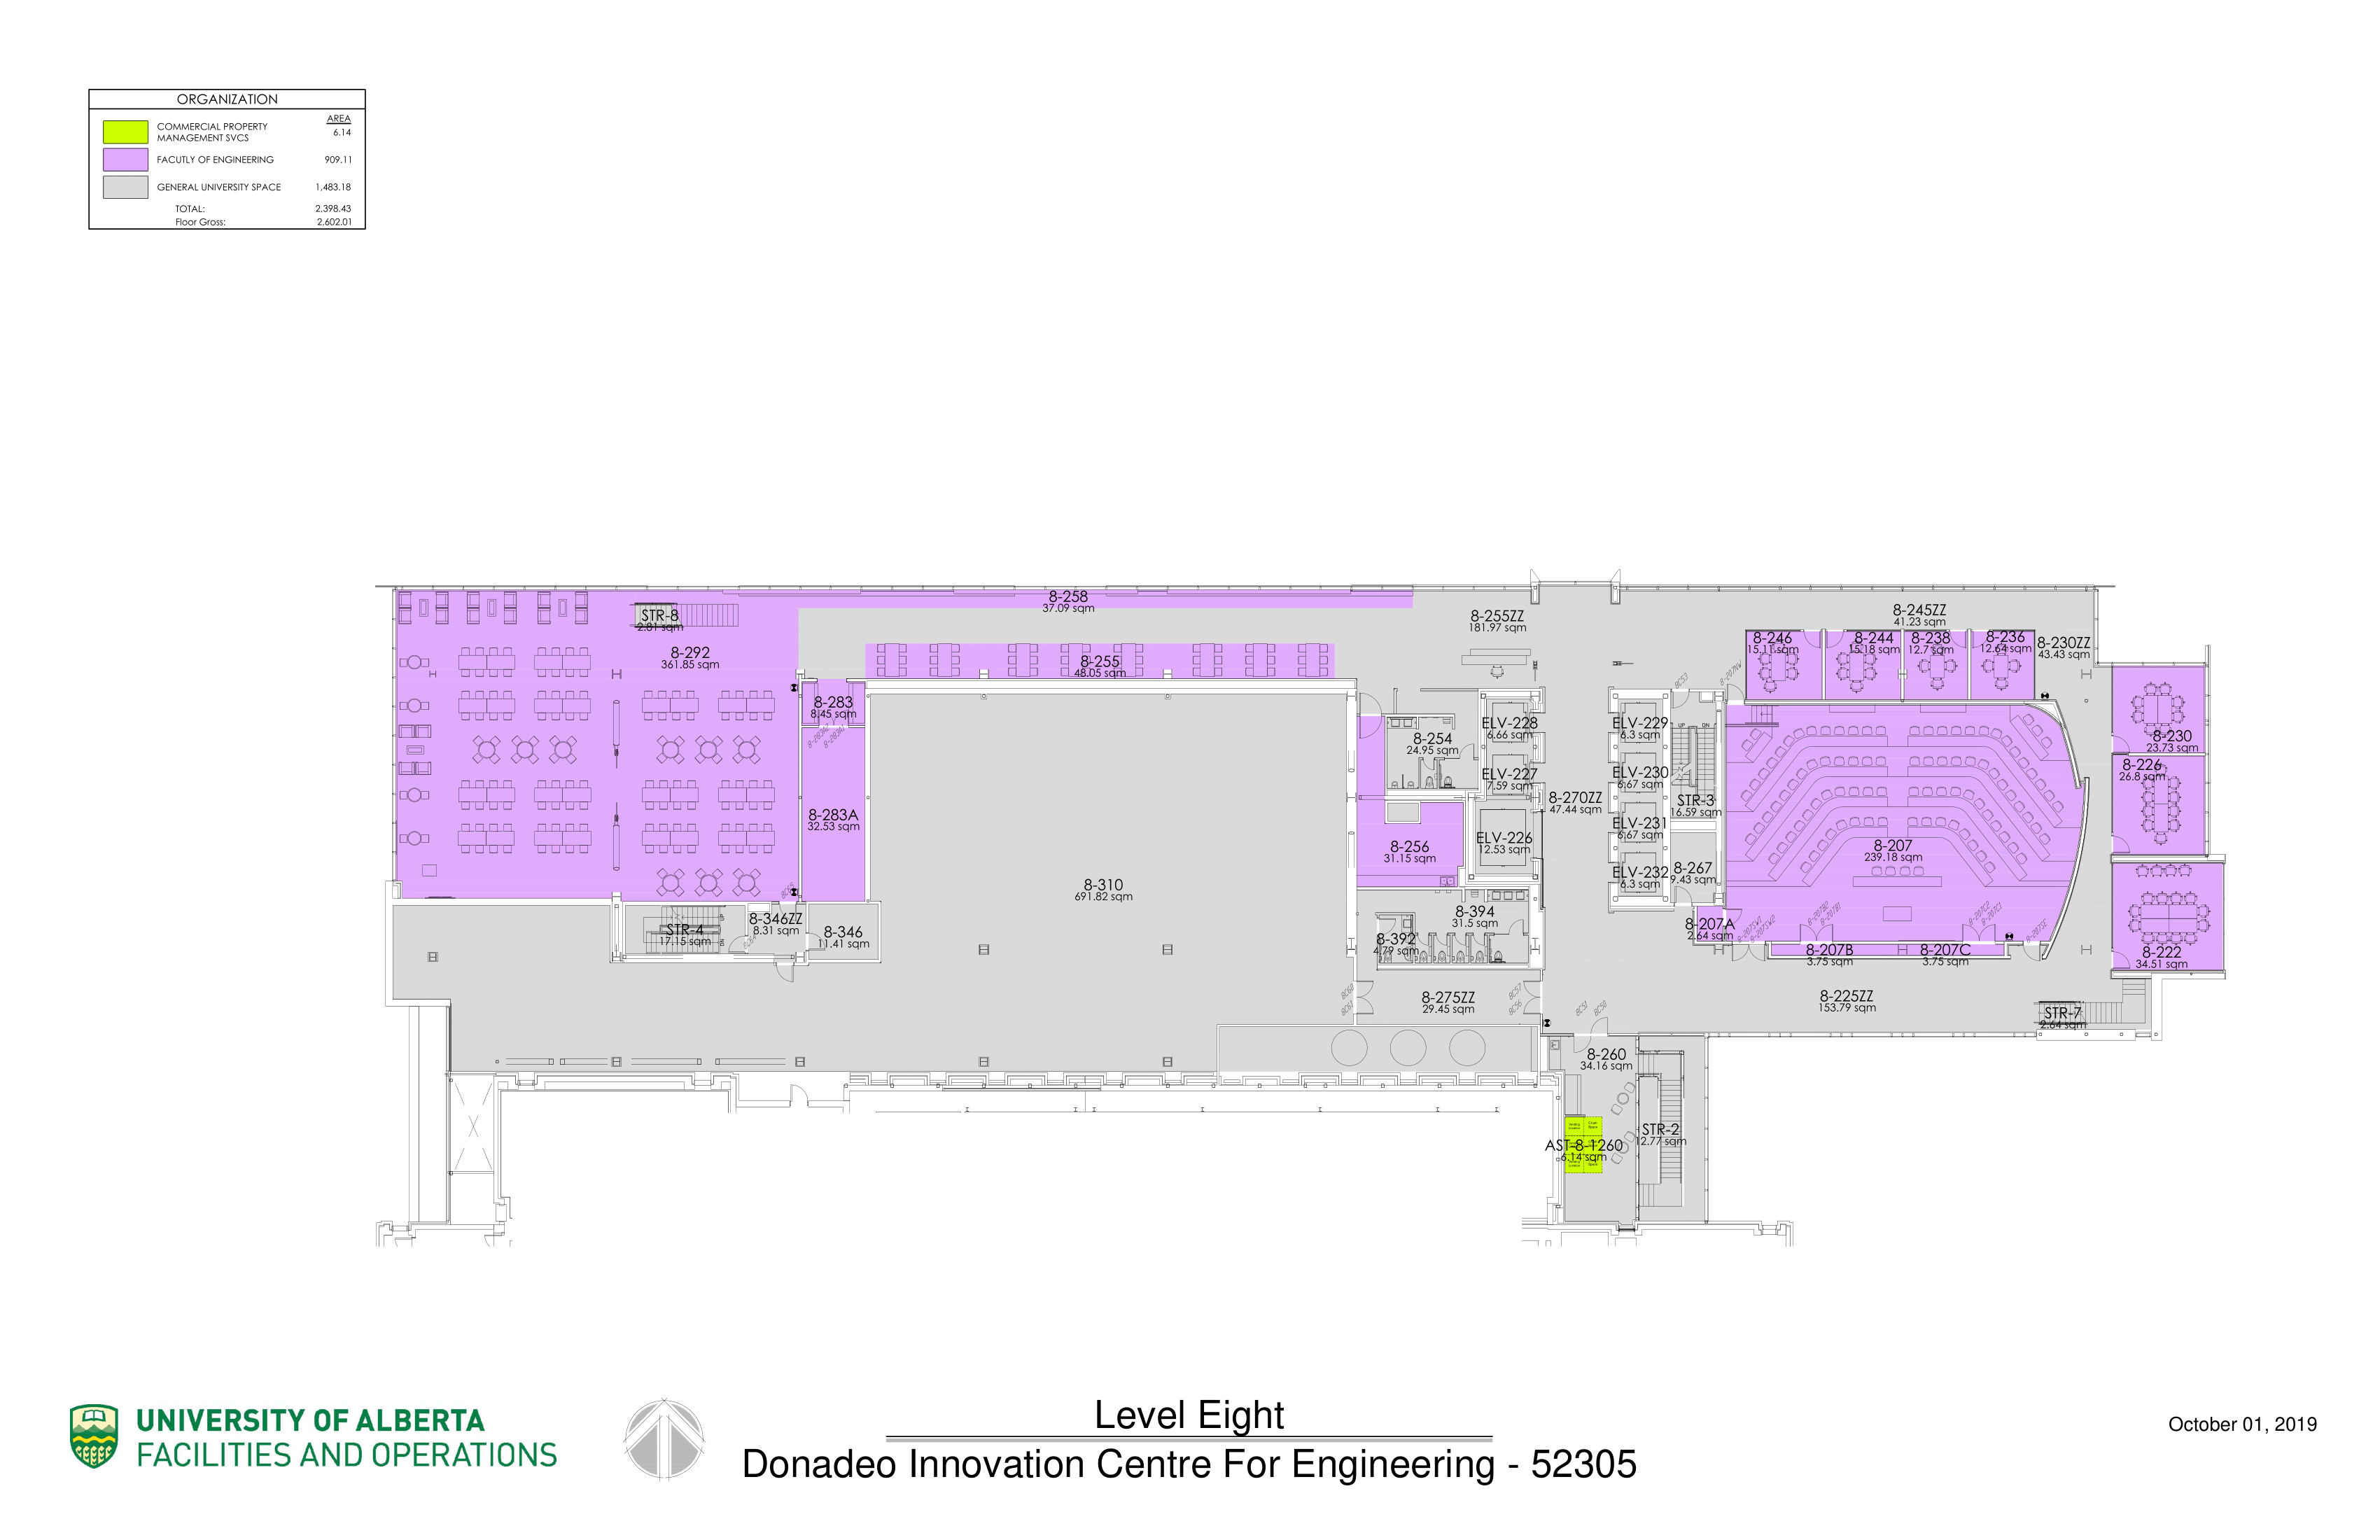 ORGANIZATION
AREA
COMMERCIAL PROPERTY
MANAGEMENT SVCS
6.14
FACUTLY OF ENGINEERING 909.11
GENERAL UNIVERSITY SPACE 1,483.18
TOTAL: 2,398.43
Floor Gross: 2,602.01
8-258
37.09 sqm
STR-8
2.81 sqm
8-292
361.85 sqm
8-255
48.05 sqm
8-255ZZ
181.97 sqm
8-245ZZ
41.23 sqm
8-246
15.11 sqm
8-244
15.18 sqm
8-238
12.7 sqm
8-236
12.64 sqm
8-230ZZ
43.43 sqm
8-283
8.45 sqm
8-283A
32.53 sqm
8-254
24.95 sqm
ELV-228
6.66 sqm
ELV-227
7.59 sqm
ELV-226
12.53 sqm
8-270ZZ
47.44 sqm
ELV-229
6.3 sqm
ELV-230
6.67 sqm
ELV-231
6.67 sqm
ELV-232
6.3 sqm
UP DN
STR-3
16.59 sqm
8-267
9.43 sqm
8-230
23.73 sqm
8-226
26.8 sqm
8-207
239.18 sqm
8-256
31.15 sqm
8-310
691.82 sqm
8-346ZZ
8.31 sqm
STR-4
17.15 sqm
8-346
11.41 sqm
8-394
31.5 sqm
8-392
4.79 sqm
8-207A
2.64 sqm
8-207B
3.75 sqm
8-207C
3.75 sqm
8-222
34.51 sqm
8-275ZZ
29.45 sqm
8-225ZZ
153.79 sqm
STR-7
2.64 sqm
8-260
34.16 sqm
STR-2
12.77 sqm
AST-8-1260
6.14 sqm
UNIVERSITY OF ALBERTA
FACILITIES AND OPERATIONS
Level Eight
Donadeo Innovation Centre For Engineering - 52305
October 01, 2019